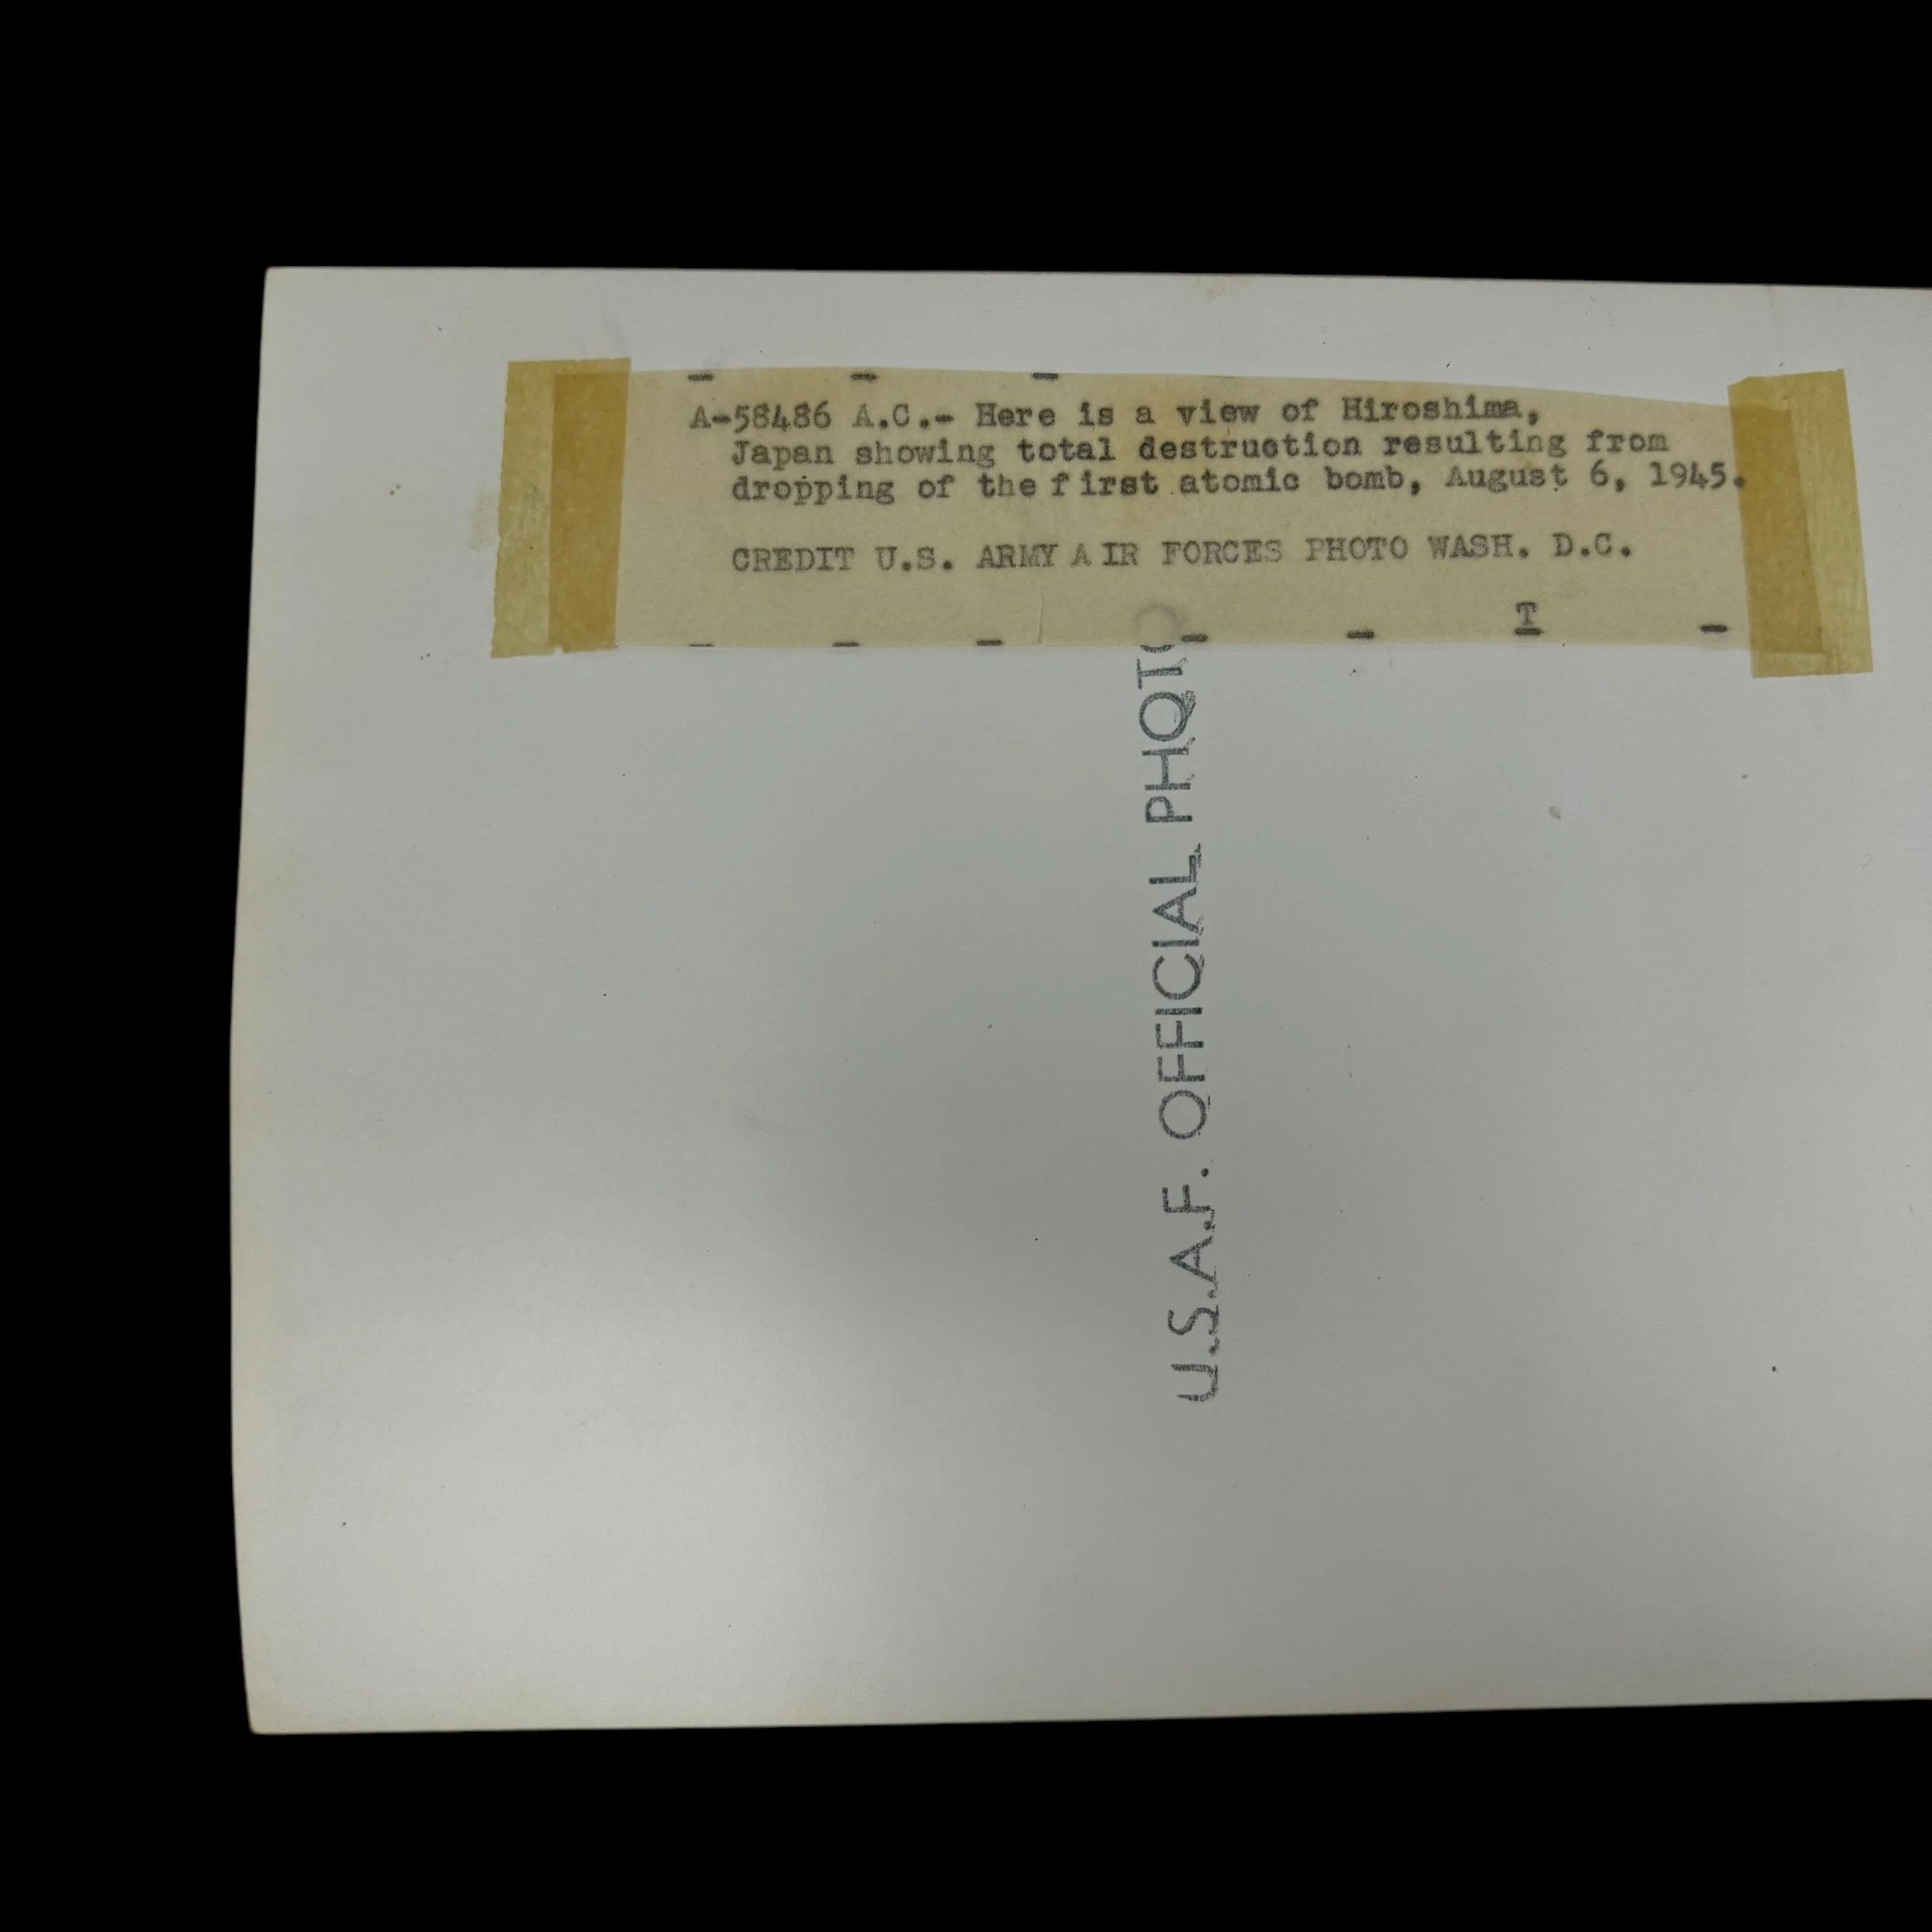 A-58486 A.C.- Here is a view of Hiroshima,
Japan showing total destruction resulting from
dropping of the first atomic bomb, August 6, 1945.
CREDIT U.S. ARMY AIR FORCES PHOTO WASH. D.C.
T
U.S.A.F. OFFICIAL PHOTO